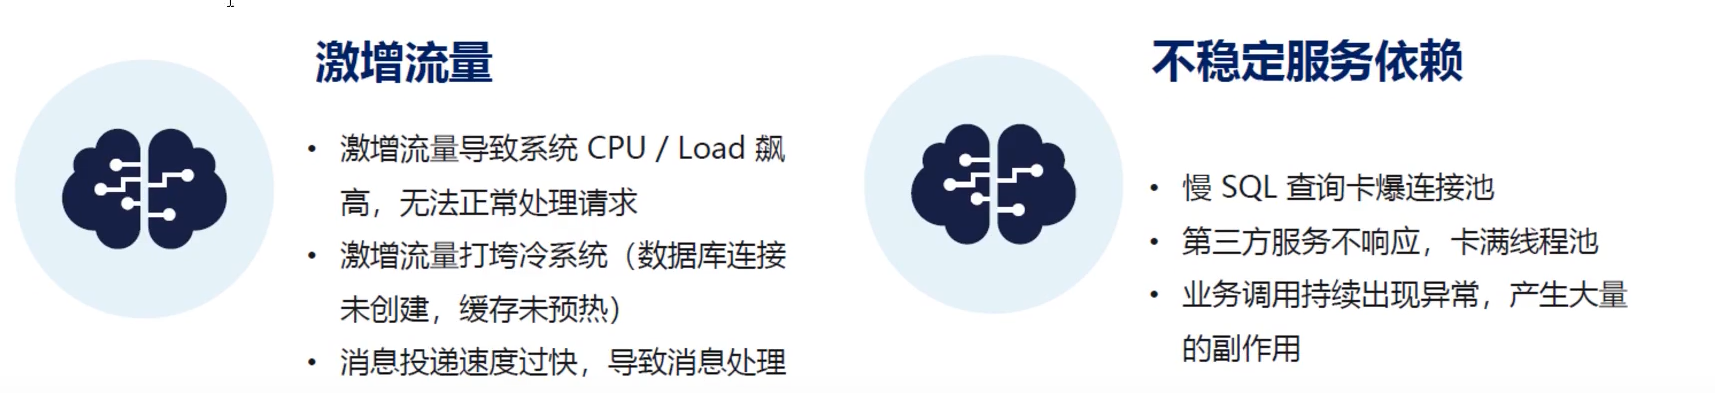 激增流量
• 激增流量导致系统 CPU / Load 飙
高，无法正常处理请求
• 激增流量打垮冷系统（数据库连接
未创建，缓存未预热）
• 消息投递速度过快，导致消息处理
不稳定服务依赖
• 慢 SQL 查询卡爆连接池
• 第三方服务不响应，卡满线程池
• 业务调用持续出现异常，产生大量
的副作用